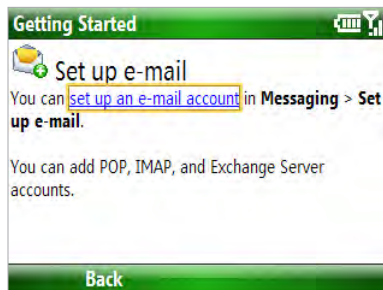 Getting Started
Set up e-mail
You can set up an e-mail account in Messaging > Set
up e-mail.
You can add POP, IMAP, and Exchange Server
accounts.
Back